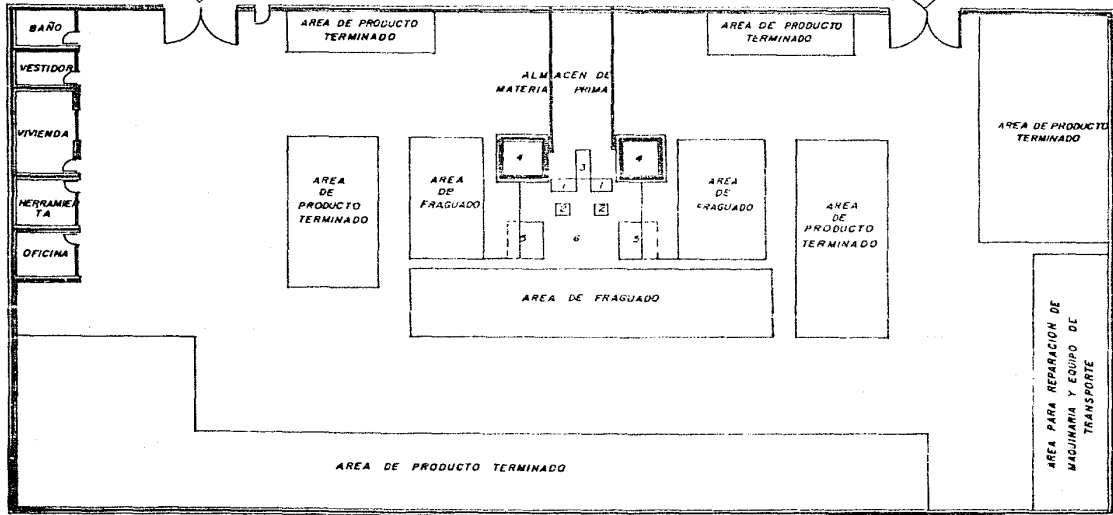 BAÑO
VESTIDOR
VIVIENDA
HERRAMIEN
TA
OFICINA
AREA DE PRODUCTO
TERMINADO
ALMACEN DE
MATERIA PRIMA
AREA DE PRODUCTO
TERMINADO
AREA DE PRODUCTO
TERMINADO
AREA
DE
PRODUCTO
TERMINADO
AREA
DE
FRAGUADO
4
3
4
1
1
2
2
5
6
5
AREA
DE
FRAGUADO
AREA
DE
PRODUCTO
TERMINADO
AREA DE FRAGUADO
AREA PARA REPARACION DE
MAQUINARIA Y EQUIPO DE
TRANSPORTE
AREA DE PRODUCTO TERMINADO